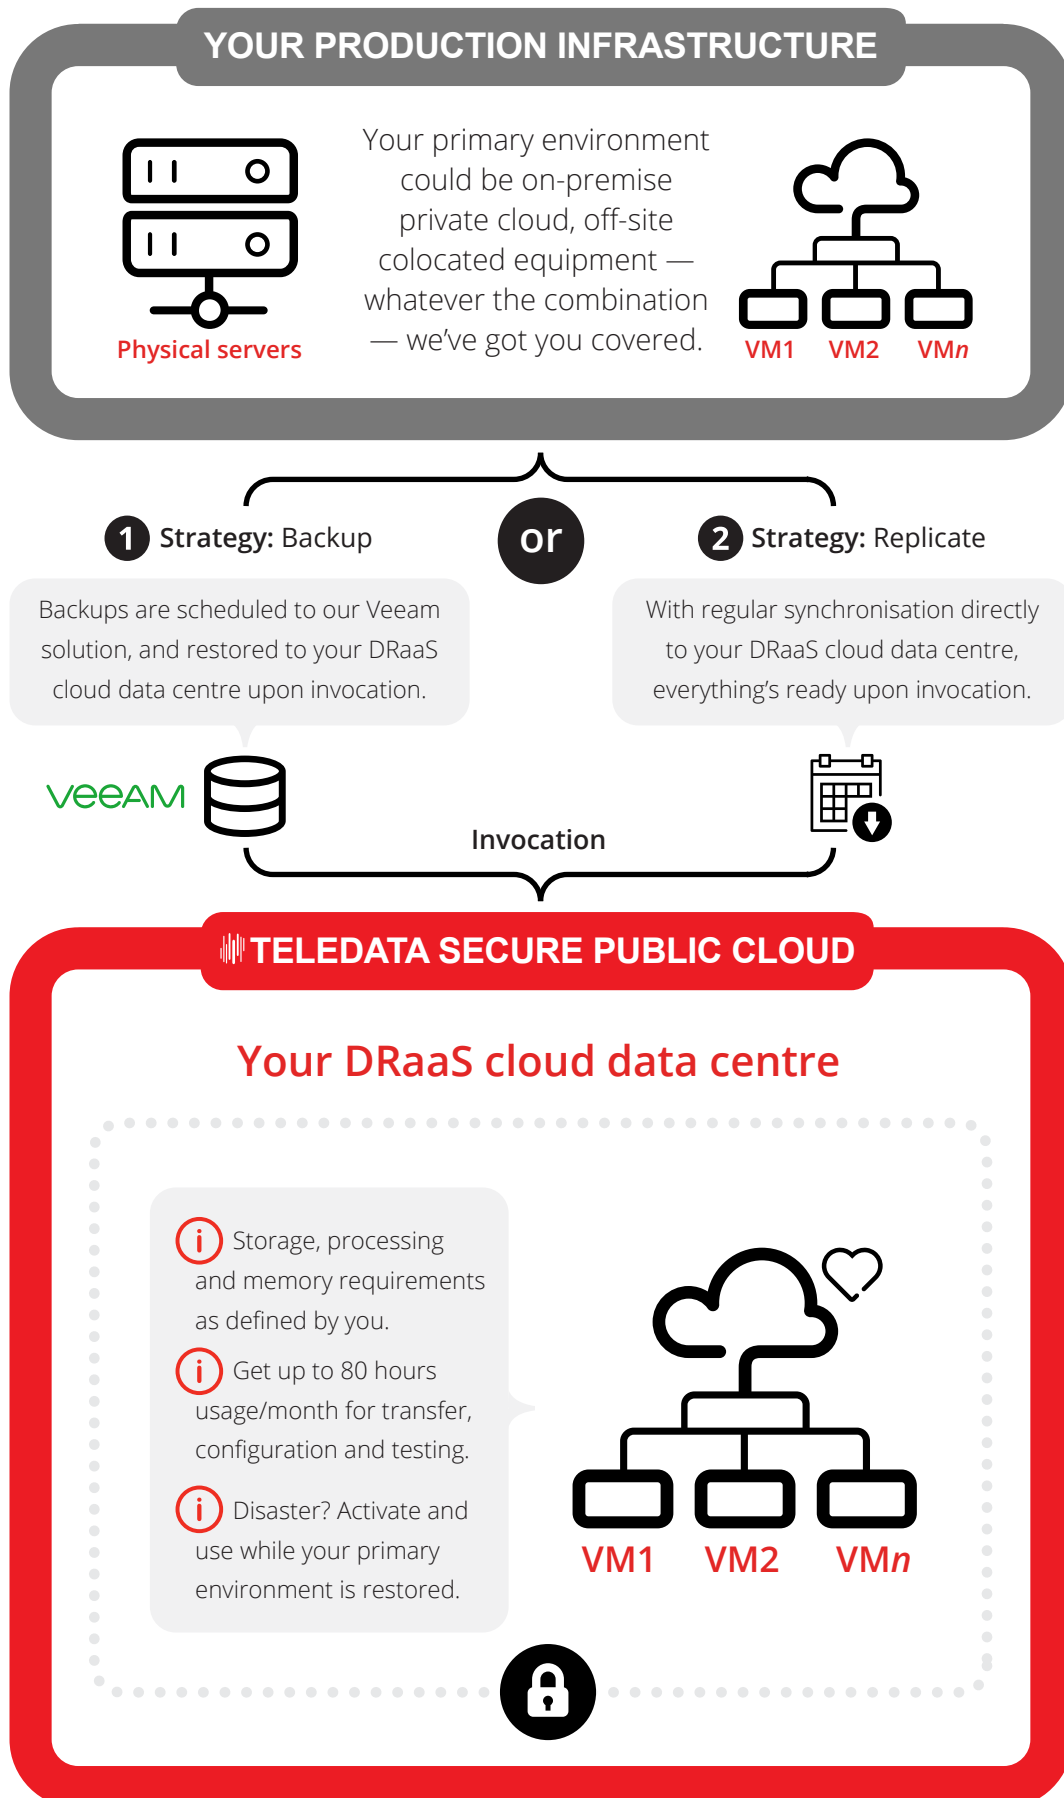 YOUR PRODUCTION INFRASTRUCTURE
Your primary environment
could be on-premise
private cloud, off-site
colocated equipment —
whatever the combination
— we've got you covered.
Physical servers
VM1 VM2 VMn
1 Strategy: Backup
or
2 Strategy: Replicate
Backups are scheduled to our Veeam
solution, and restored to your DRaaS
cloud data centre upon invocation.
With regular synchronisation directly
to your DRaaS cloud data centre,
everything's ready upon invocation.
veeAM
Invocation
TELEDATA SECURE PUBLIC CLOUD
Your DRaaS cloud data centre
i Storage, processing
and memory requirements
as defined by you.
i Get up to 80 hours
usage/month for transfer,
configuration and testing.
i Disaster? Activate and
use while your primary
environment is restored.
VM1 VM2 VMn